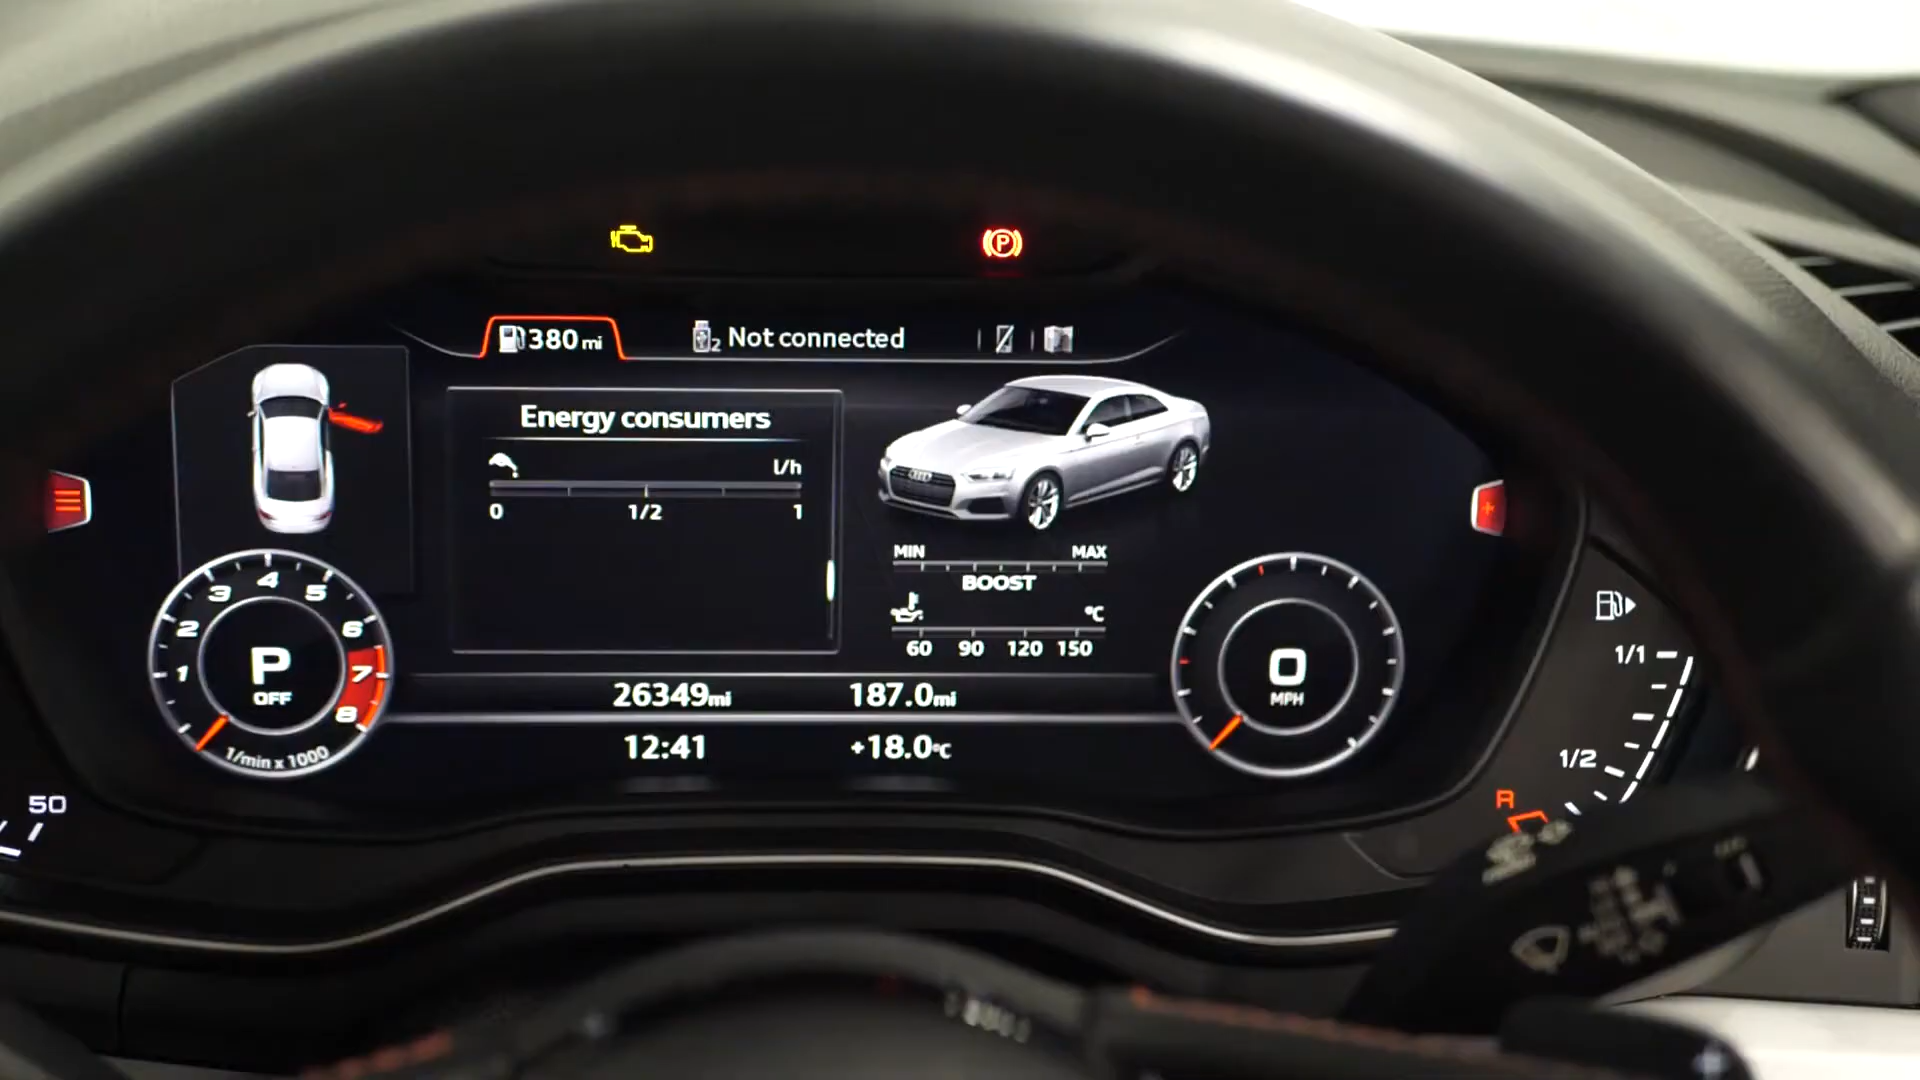 P
380 mi
2 Not connected
Energy consumers
l/h
0 1/2 1
MIN MAX
BOOST
°C
60 90 120 150
1 2 3 4 5 6 7 8
P
OFF
1/min x 1000
0
MPH
26349mi 187.0mi
12:41 +18.0°C
50
1/1
1/2
R